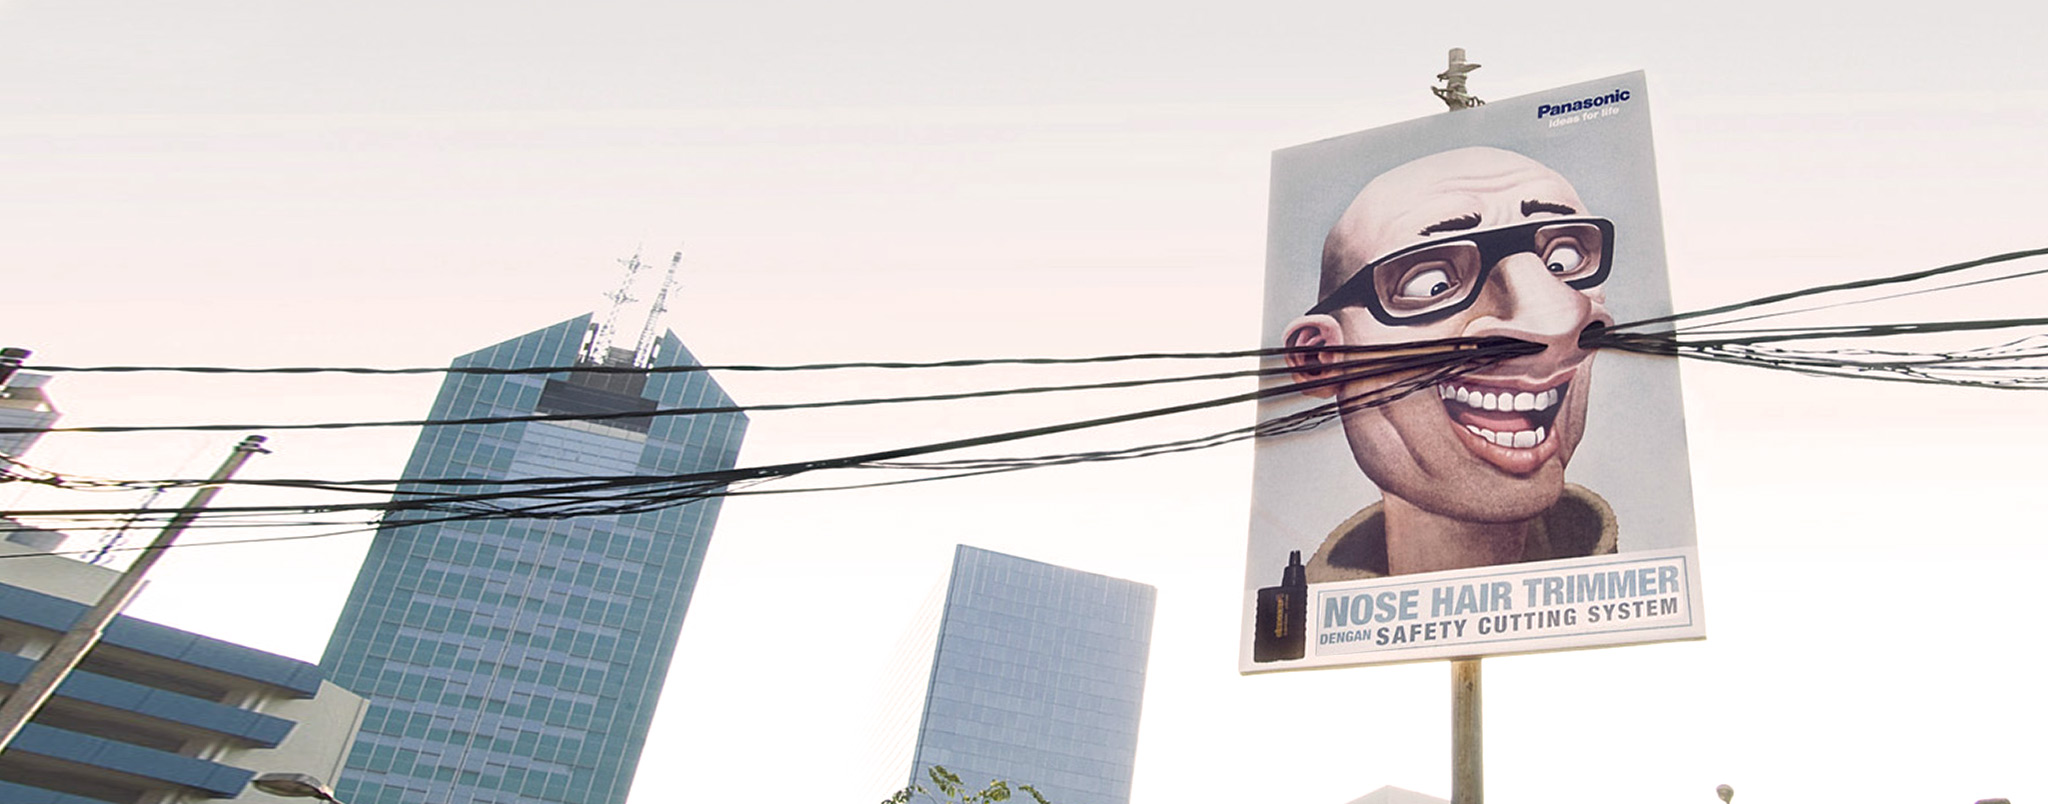 Panasonic
ideas for life
NOSE HAIR TRIMMER
DENGAN SAFETY CUTTING SYSTEM